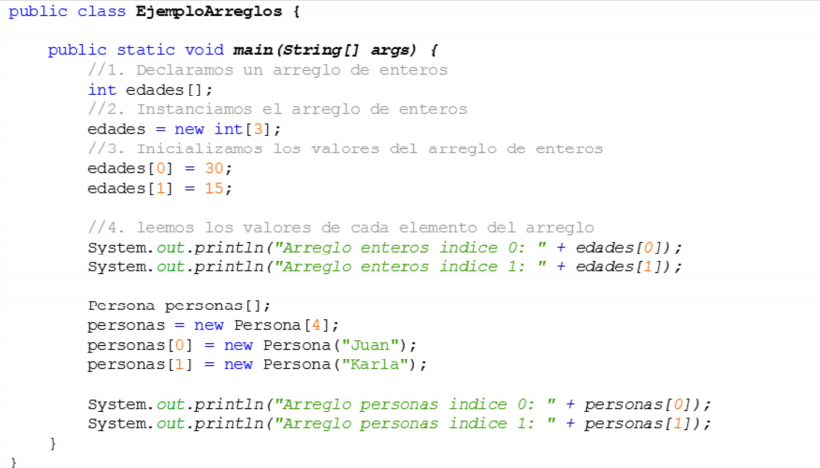 public class EjemploArreglos {
public static void main(String[] args) {
//1. Declaramos un arreglo de enteros
int edades[];
//2. Instanciamos el arreglo de enteros
edades = new int[3];
//3. Inicializamos los valores del arreglo de enteros
edades[0] = 30;
edades[1] = 15;
//4. leemos los valores de cada elemento del arreglo
System.out.println("Arreglo enteros indice 0: " + edades[0]);
System.out.println("Arreglo enteros indice 1: " + edades[1]);
Persona personas[];
personas = new Persona[4];
personas[0] = new Persona("Juan");
personas[1] = new Persona("Karla");
System.out.println("Arreglo personas indice 0: " + personas[0]);
System.out.println("Arreglo personas indice 1: " + personas[1]);
}
}